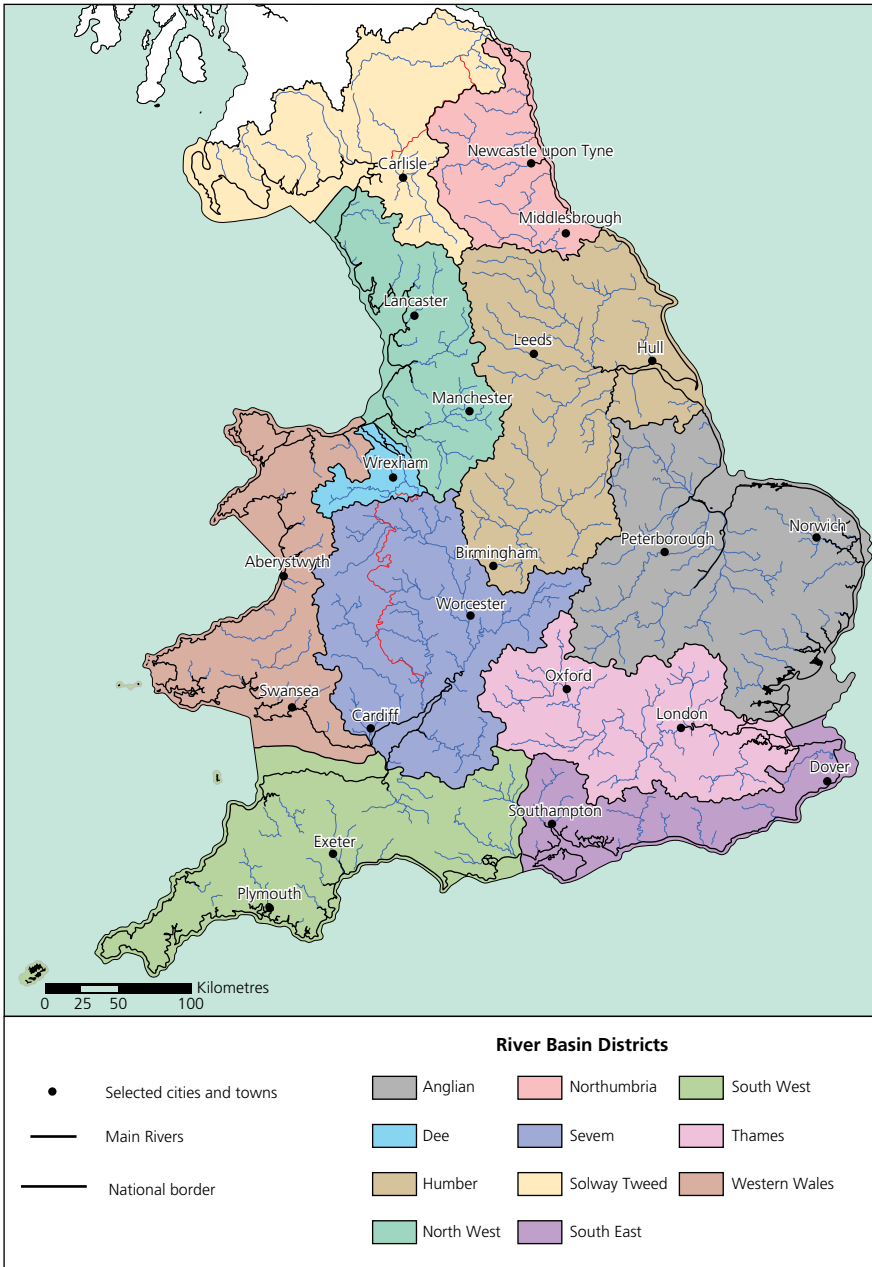 Newcastle upon Tyne
Carlisle
Middlesbrough
Lancaster
Leeds
Hull
Manchester
Wrexham
Norwich
Peterborough
Birmingham
Aberystwyth
Worcester
Oxford
Swansea
Cardiff
London
Dover
Southampton
Exeter
Plymouth
Kilometres
0 25 50 100
River Basin Districts
Selected cities and towns
Main Rivers
National border
Anglian
Northumbria
South West
Dee
Sevem
Thames
Humber
Solway Tweed
Western Wales
North West
South East